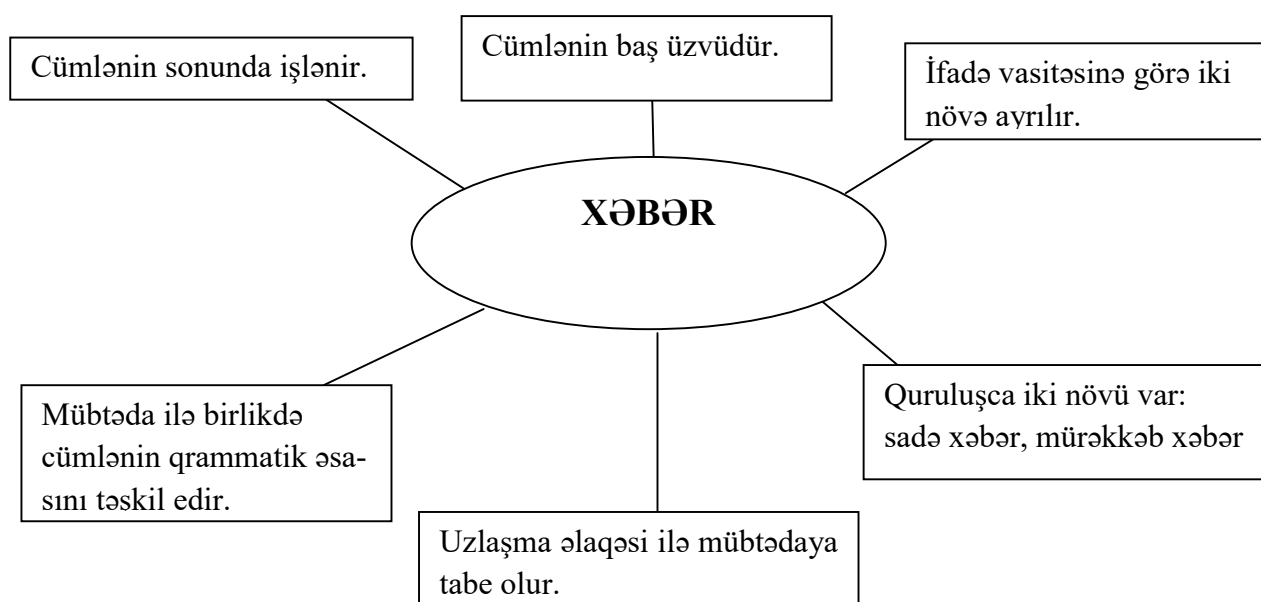 Cümlənin sonunda işlənir.
Cümlənin baş üzvüdür.
İfadə vasitəsinə görə iki
növə ayrılır.
XƏBƏR
Mübtəda ilə birlikdə
cümlənin qrammatik əsa-
sını təskil edir.
Quruluşca iki növü var:
sadə xəbər, mürəkkəb xəbər
Uzlaşma əlaqəsi ilə mübtədaya
tabe olur.